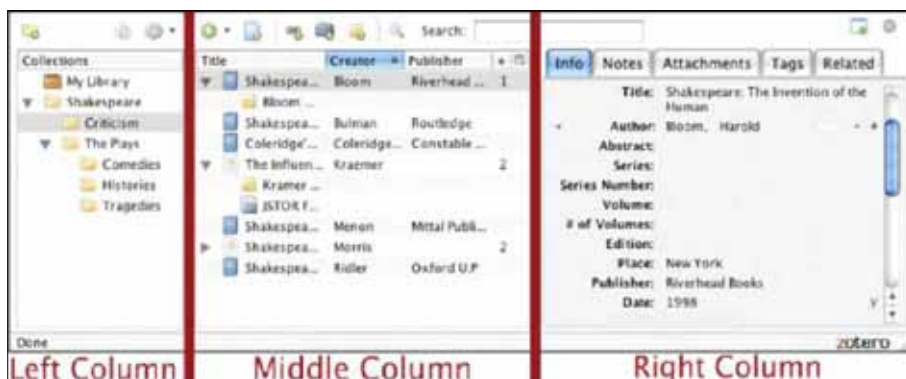 Search:
Collections
My Library
Shakespeare
Criticism
The Plays
Comedies
Histories
Tragedies
Done
Left Column
Title Creator Publisher
Shakespea... Bloom Riverhead ... 1
Bloom ...
Shakespea... Bulman Routledge
Coleridge'... Coleridge... Constable ...
The Influen... Kraemer 2
Kramer ...
JSTOR F...
Shakespea... Menon Mittal Publi...
Shakespea... Morris 2
Shakespea... Ridler Oxford U.P
Middle Column
Info Notes Attachments Tags Related
Title: Shakespeare: The Invention of the
Human
Author: Bloom, Harold - +
Abstract:
Series:
Series Number:
Volume:
# of Volumes:
Edition:
Place: New York
Publisher: Riverhead Books
Date: 1998 y
zotero
Right Column